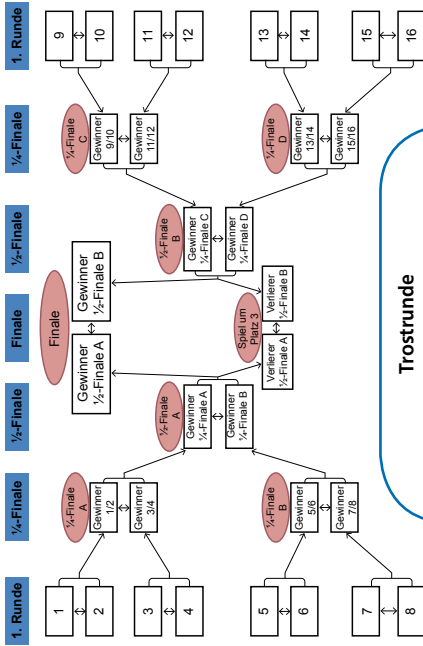 1. Runde
¼-Finale
½-Finale
Finale
½-Finale
¼-Finale
1. Runde
1
2
3
4
5
6
7
8
¼-Finale
A
Gewinner
1/2
Gewinner
3/4
¼-Finale
B
Gewinner
5/6
Gewinner
7/8
½-Finale
A
Gewinner
¼-Finale A
Gewinner
¼-Finale B
Finale
Gewinner
½-Finale A
Gewinner
½-Finale B
Spiel um
Platz 3
Verlierer
½-Finale A
Verlierer
½-Finale B
½-Finale
B
Gewinner
¼-Finale C
Gewinner
¼-Finale D
¼-Finale
C
Gewinner
9/10
Gewinner
11/12
¼-Finale
D
Gewinner
13/14
Gewinner
15/16
9
10
11
12
13
14
15
16
Trostrunde